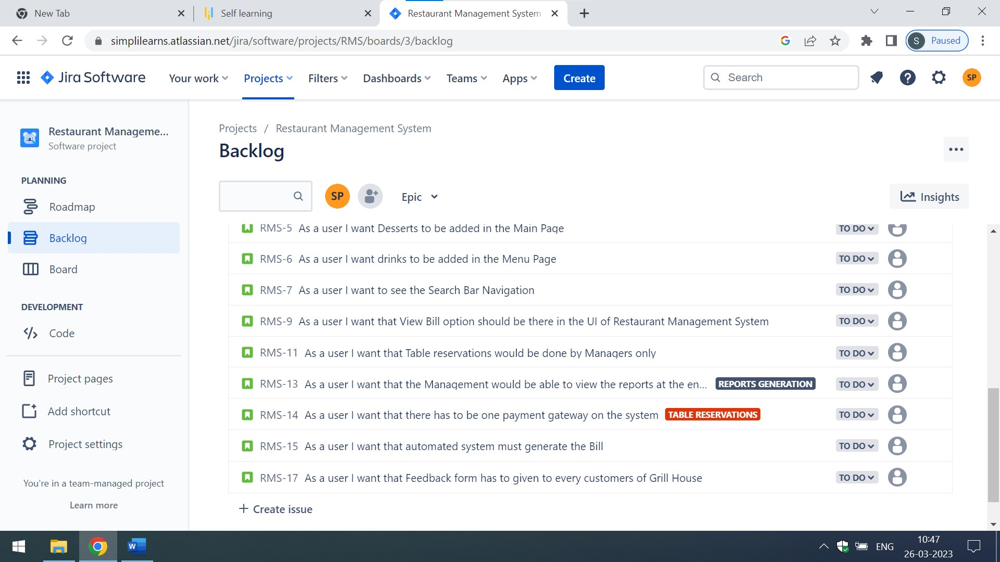 New Tab
Self learning
Restaurant Management System
simplilearns.atlassian.net/jira/software/projects/RMS/boards/3/backlog
S Paused
Jira Software
Your work
Projects
Filters
Dashboards
Teams
Apps
Create
Search
SP
Restaurant Manageme...
Software project
PLANNING
Roadmap
Backlog
Board
DEVELOPMENT
Code
Project pages
Add shortcut
Project settings
You're in a team-managed project
Learn more
Projects / Restaurant Management System
Backlog
SP
Epic
Insights
RMS-5 As a user I want Desserts to be added in the Main Page TO DO
RMS-6 As a user I want drinks to be added in the Menu Page TO DO
RMS-7 As a user I want to see the Search Bar Navigation TO DO
RMS-9 As a user I want that View Bill option should be there in the UI of Restaurant Management System TO DO
RMS-11 As a user I want that Table reservations would be done by Managers only TO DO
RMS-13 As a user I want that the Management would be able to view the reports at the en... REPORTS GENERATION TO DO
RMS-14 As a user I want that there has to be one payment gateway on the system TABLE RESERVATIONS TO DO
RMS-15 As a user I want that automated system must generate the Bill TO DO
RMS-17 As a user I want that Feedback form has to given to every customers of Grill House TO DO
+ Create issue
W
ENG
10:47
26-03-2023